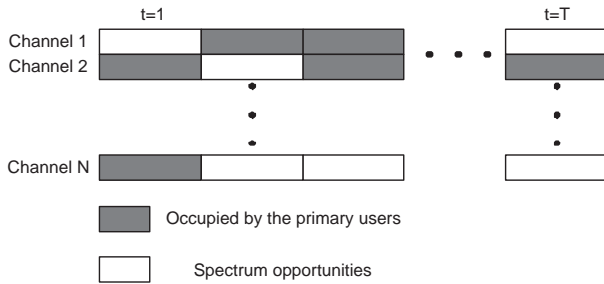 t=1 t=T
Channel 1
Channel 2
Channel N
Occupied by the primary users
Spectrum opportunities